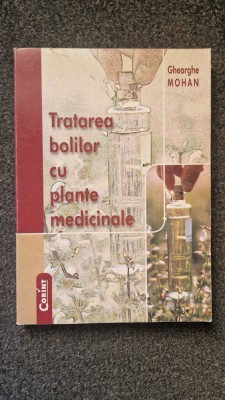 Gheorghe
MOHAN
Tratarea
bolilor
cu
plante
medicinale
CORINT